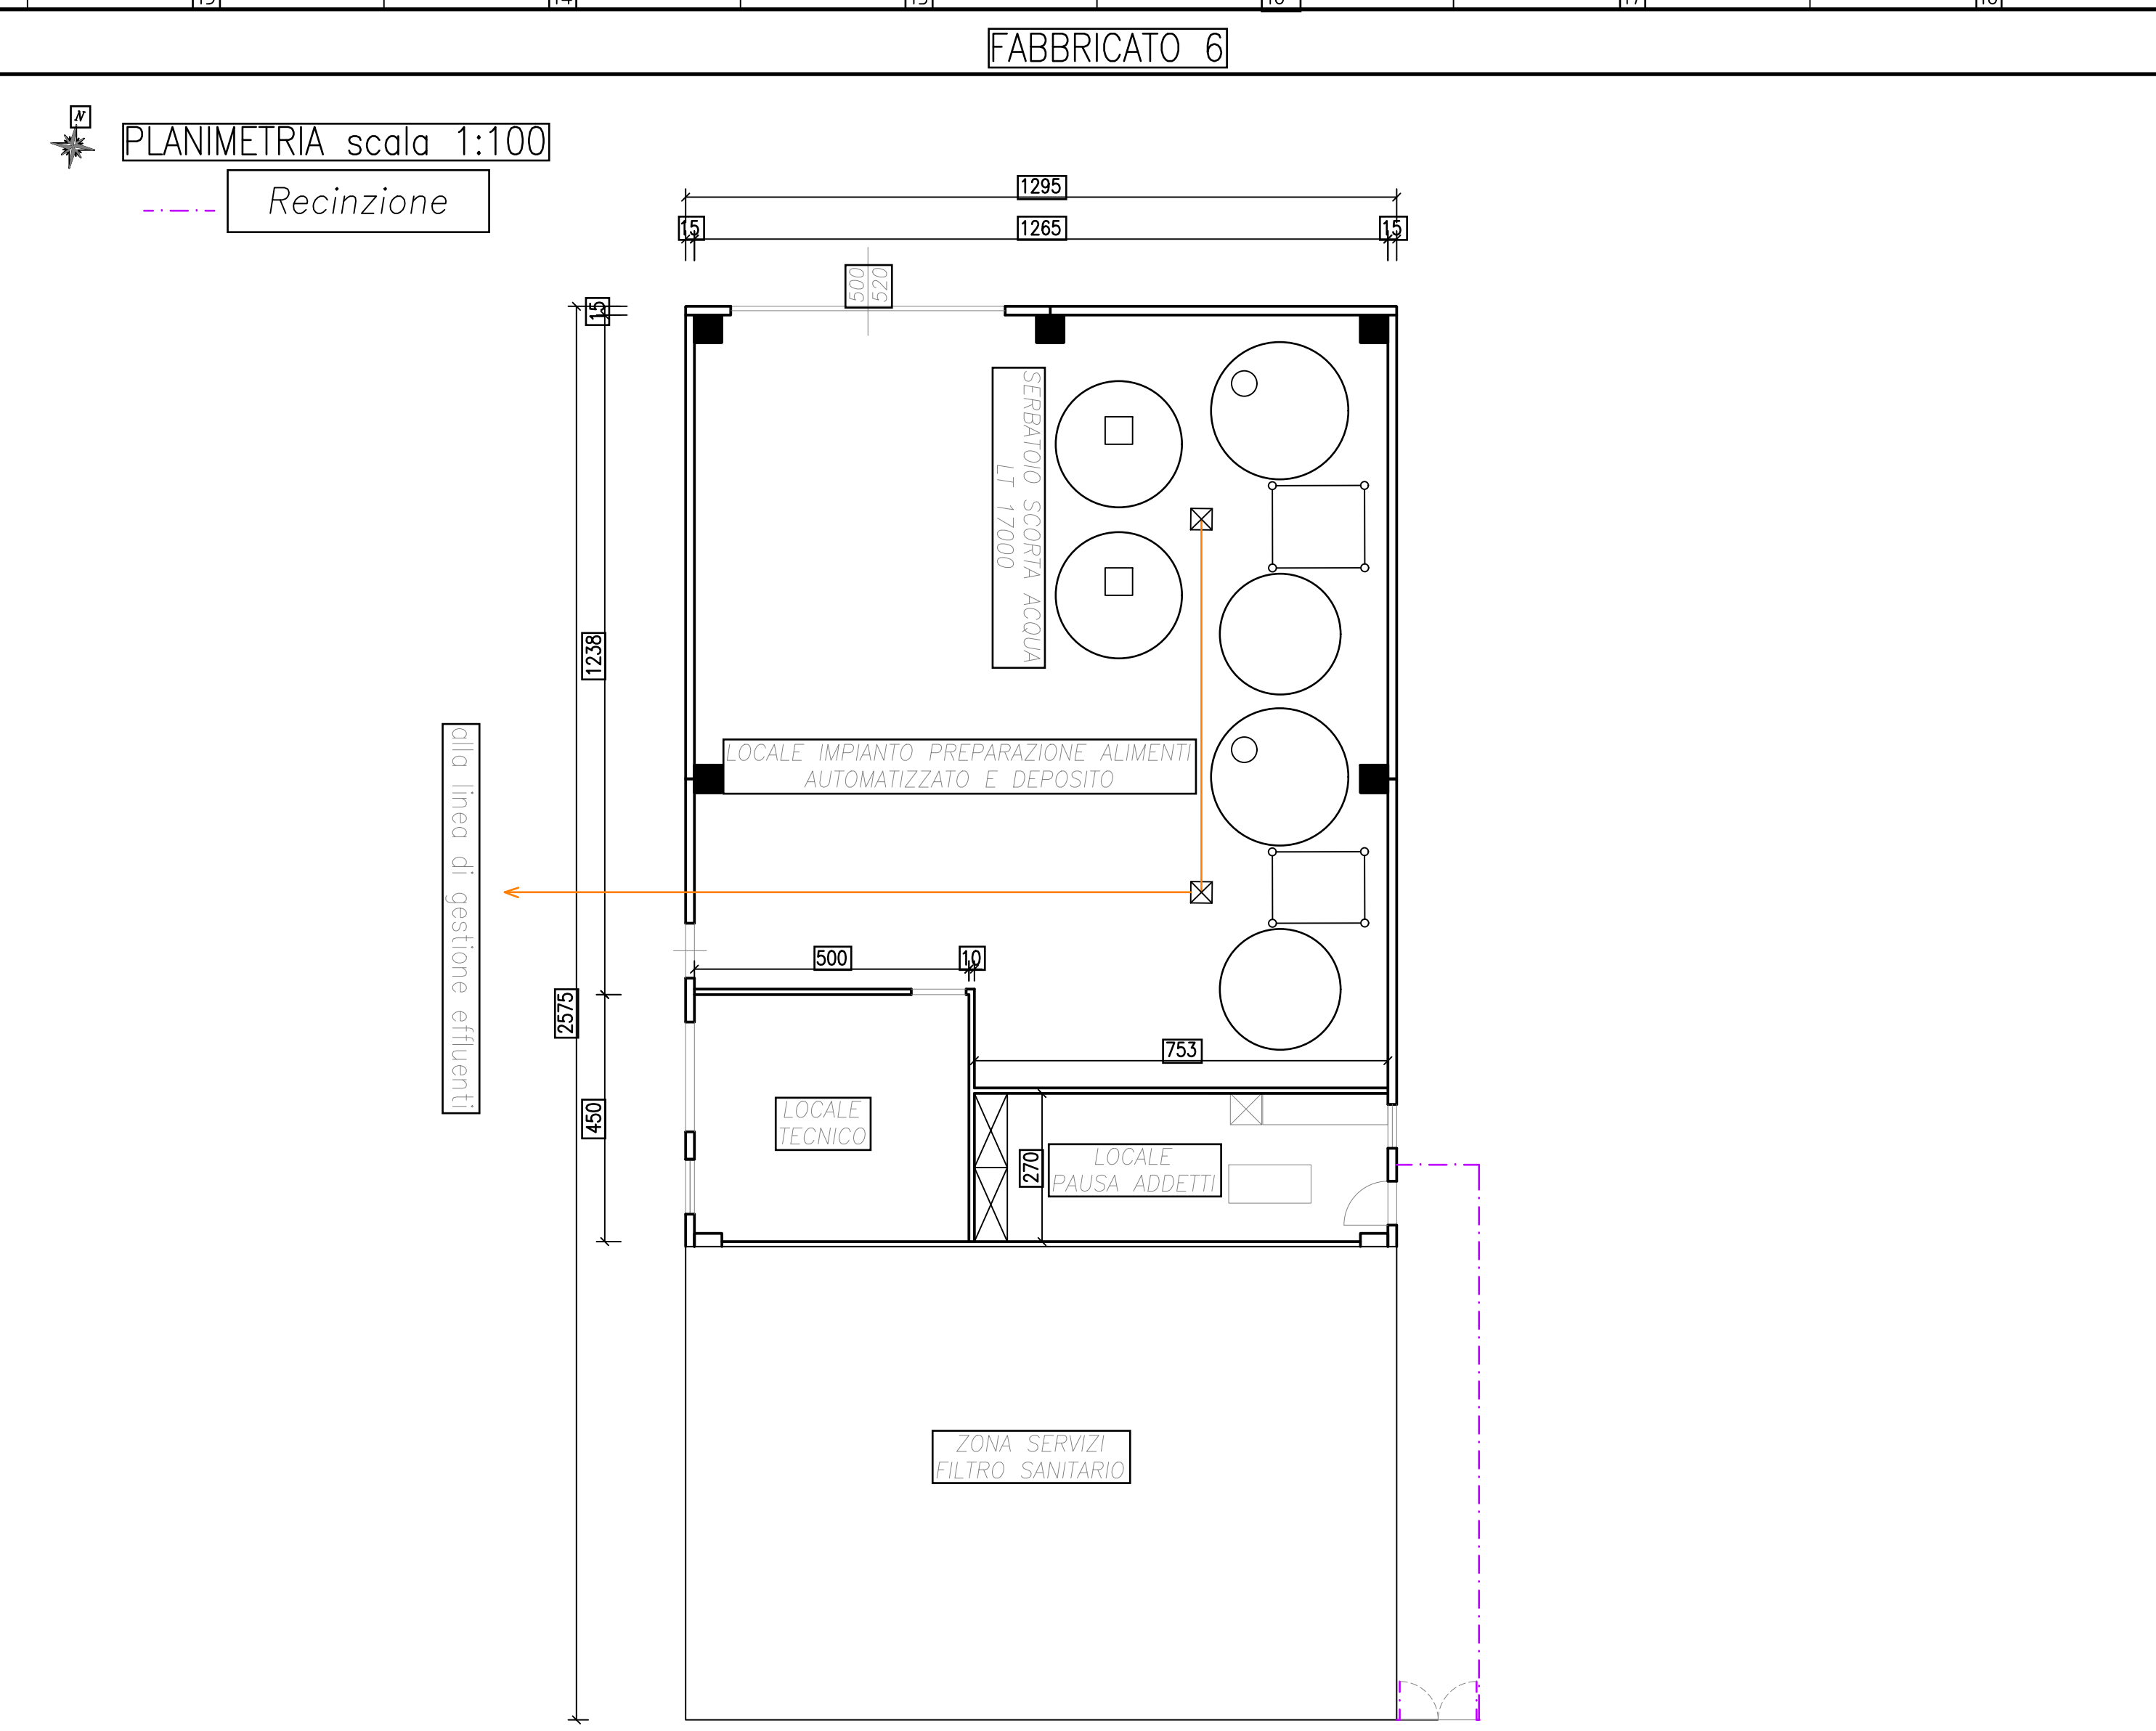 FABBRICATO 6
N
PLANIMETRIA scala 1:100
Recinzione
1295
15
1265
15
500
520
15
SERBATOIO SCORTA ACQUA
LT 17000
1238
LOCALE IMPIANTO PREPARAZIONE ALIMENTI
AUTOMATIZZATO E DEPOSITO
alla linea di gestione effluenti
500
10
2575
753
450
LOCALE
TECNICO
270
LOCALE
PAUSA ADDETTI
ZONA SERVIZI
FILTRO SANITARIO